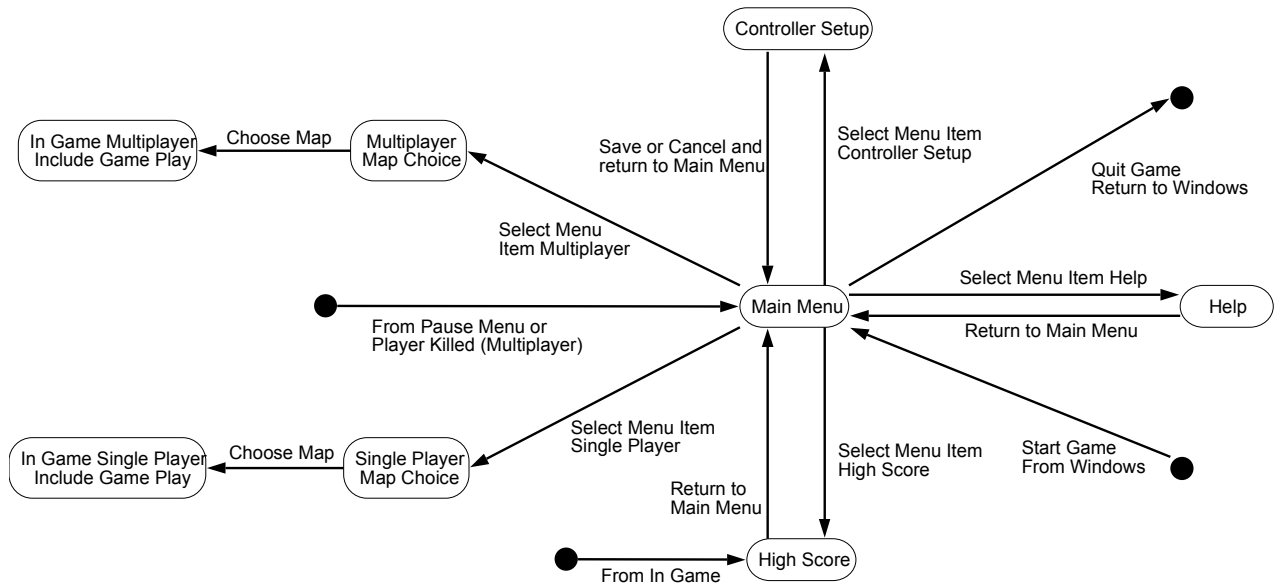 Controller Setup
In Game Multiplayer
Include Game Play
Choose Map
Multiplayer
Map Choice
Save or Cancel and
return to Main Menu
Select Menu Item
Controller Setup
Quit Game
Return to Windows
Select Menu
Item Multiplayer
Select Menu Item Help
Main Menu
Help
From Pause Menu or
Player Killed (Multiplayer)
Return to Main Menu
Select Menu Item
Single Player
In Game Single Player
Include Game Play
Choose Map
Single Player
Map Choice
Select Menu Item
High Score
Start Game
From Windows
Return to
Main Menu
High Score
From In Game